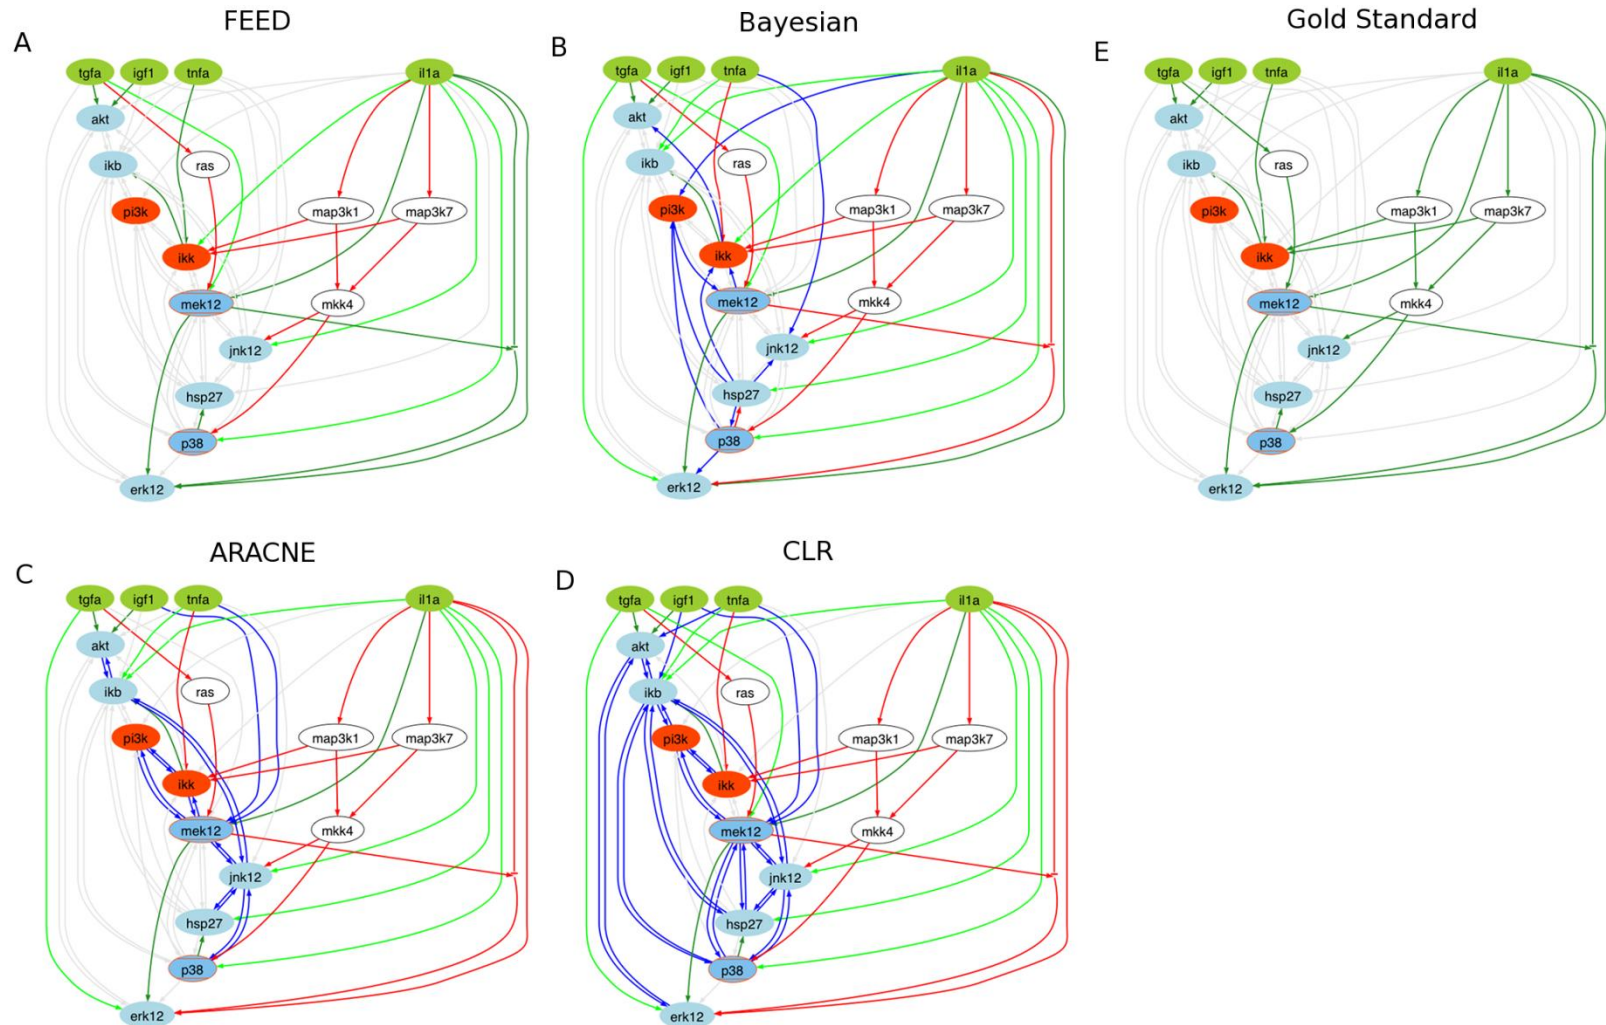 FEED
Bayesian
Gold Standard
A
B
E
tgfa igf1 tnfa il1a
akt
ikb
ras
pi3k
map3k1 map3k7
ikk
mek12
mkk4
jnk12
hsp27
p38
erk12
tgfa igf1 tnfa il1a
akt
ikb
ras
pi3k
map3k1 map3k7
ikk
mek12
mkk4
jnk12
hsp27
p38
erk12
tgfa igf1 tnfa il1a
akt
ikb
ras
pi3k
map3k1 map3k7
ikk
mek12
mkk4
jnk12
hsp27
p38
erk12
ARACNE
CLR
C
D
tgfa igf1 tnfa il1a
akt
ikb
ras
pi3k
map3k1 map3k7
ikk
mek12
mkk4
jnk12
hsp27
p38
erk12
tgfa igf1 tnfa il1a
akt
ikb
ras
pi3k
map3k1 map3k7
ikk
mek12
mkk4
jnk12
hsp27
p38
erk12